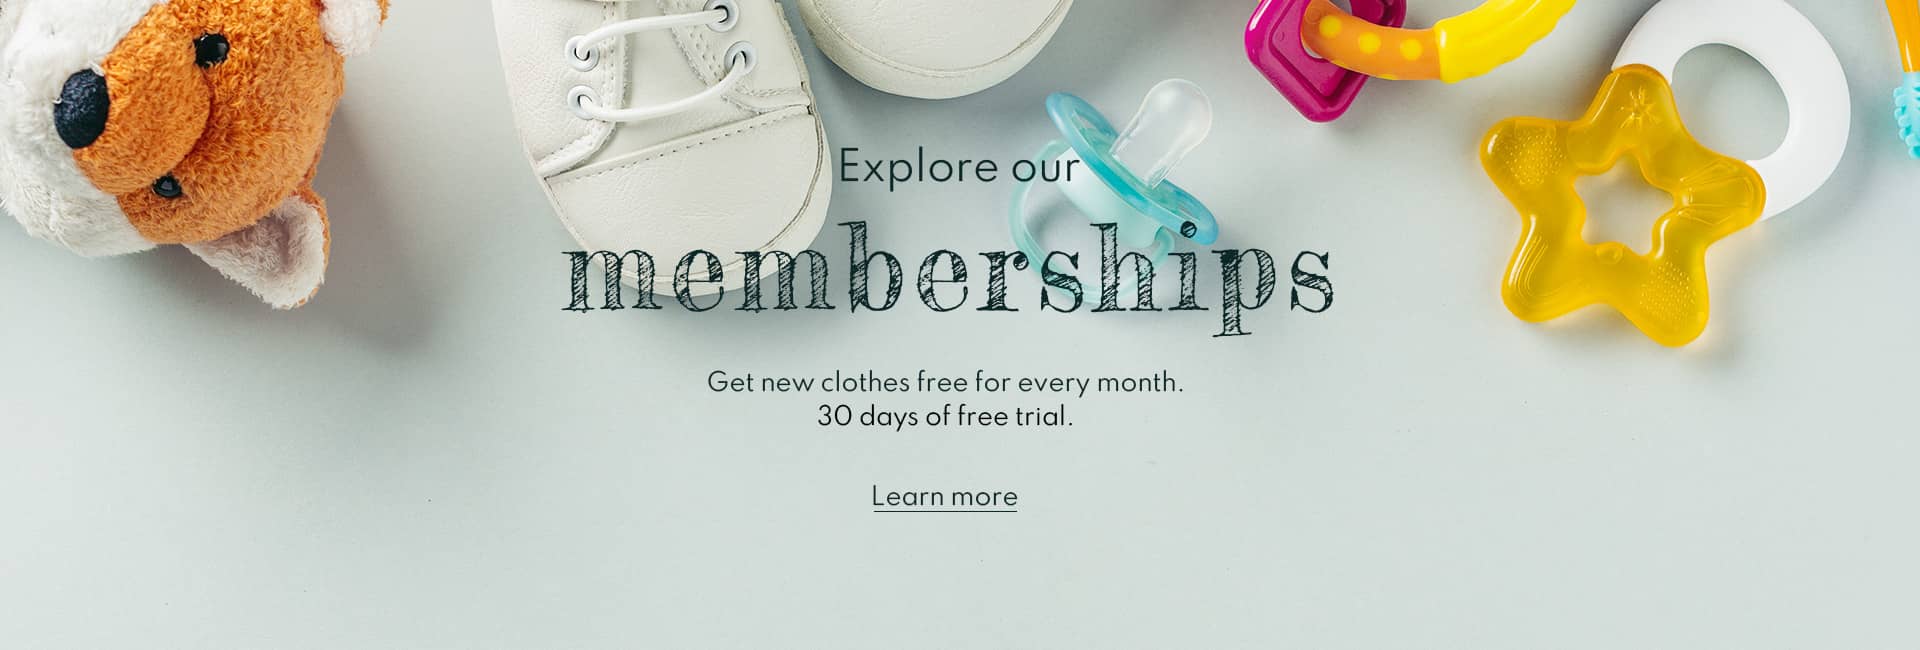 Explore our
memberships
Get new clothes free for every month.
30 days of free trial.
Learn more